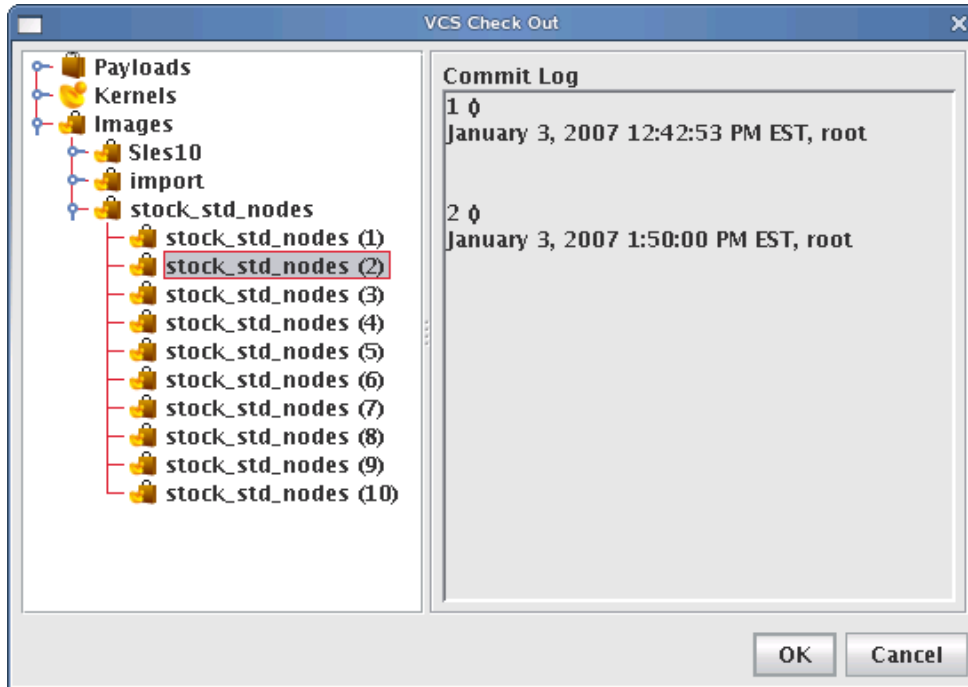 VCS Check Out
Payloads
Kernels
Images
Sles10
import
stock_std_nodes
stock_std_nodes (1)
stock_std_nodes (2)
stock_std_nodes (3)
stock_std_nodes (4)
stock_std_nodes (5)
stock_std_nodes (6)
stock_std_nodes (7)
stock_std_nodes (8)
stock_std_nodes (9)
stock_std_nodes (10)
Commit Log
1 ()
January 3, 2007 12:42:53 PM EST, root
2 ()
January 3, 2007 1:50:00 PM EST, root
OK
Cancel